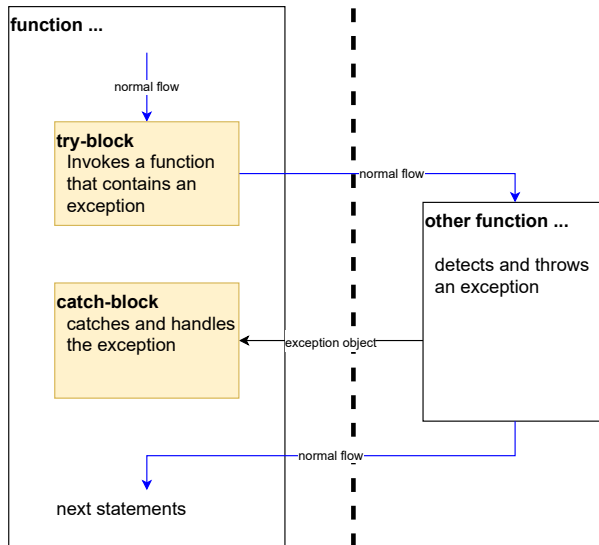 function ...
normal flow
try-block
Invokes a function
that contains an
exception
normal flow
other function ...
detects and throws
an exception
catch-block
catches and handles
the exception
exception object
normal flow
next statements